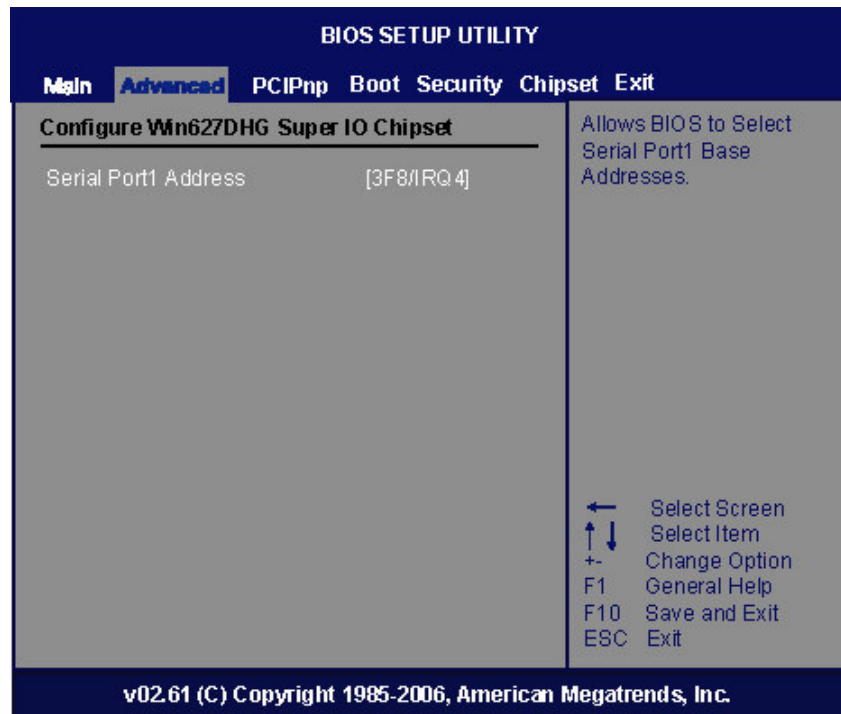 BIOS SETUP UTILITY
Main Advanced PCIPnp Boot Security Chipset Exit
Configure Win627DHG Super IO Chipset
Serial Port1 Address [3F8/IRQ4]
Allows BIOS to Select
Serial Port1 Base
Addresses.
← Select Screen
↑↓ Select Item
+- Change Option
F1 General Help
F10 Save and Exit
ESC Exit
v02.61 (C) Copyright 1985-2006, American Megatrends, Inc.